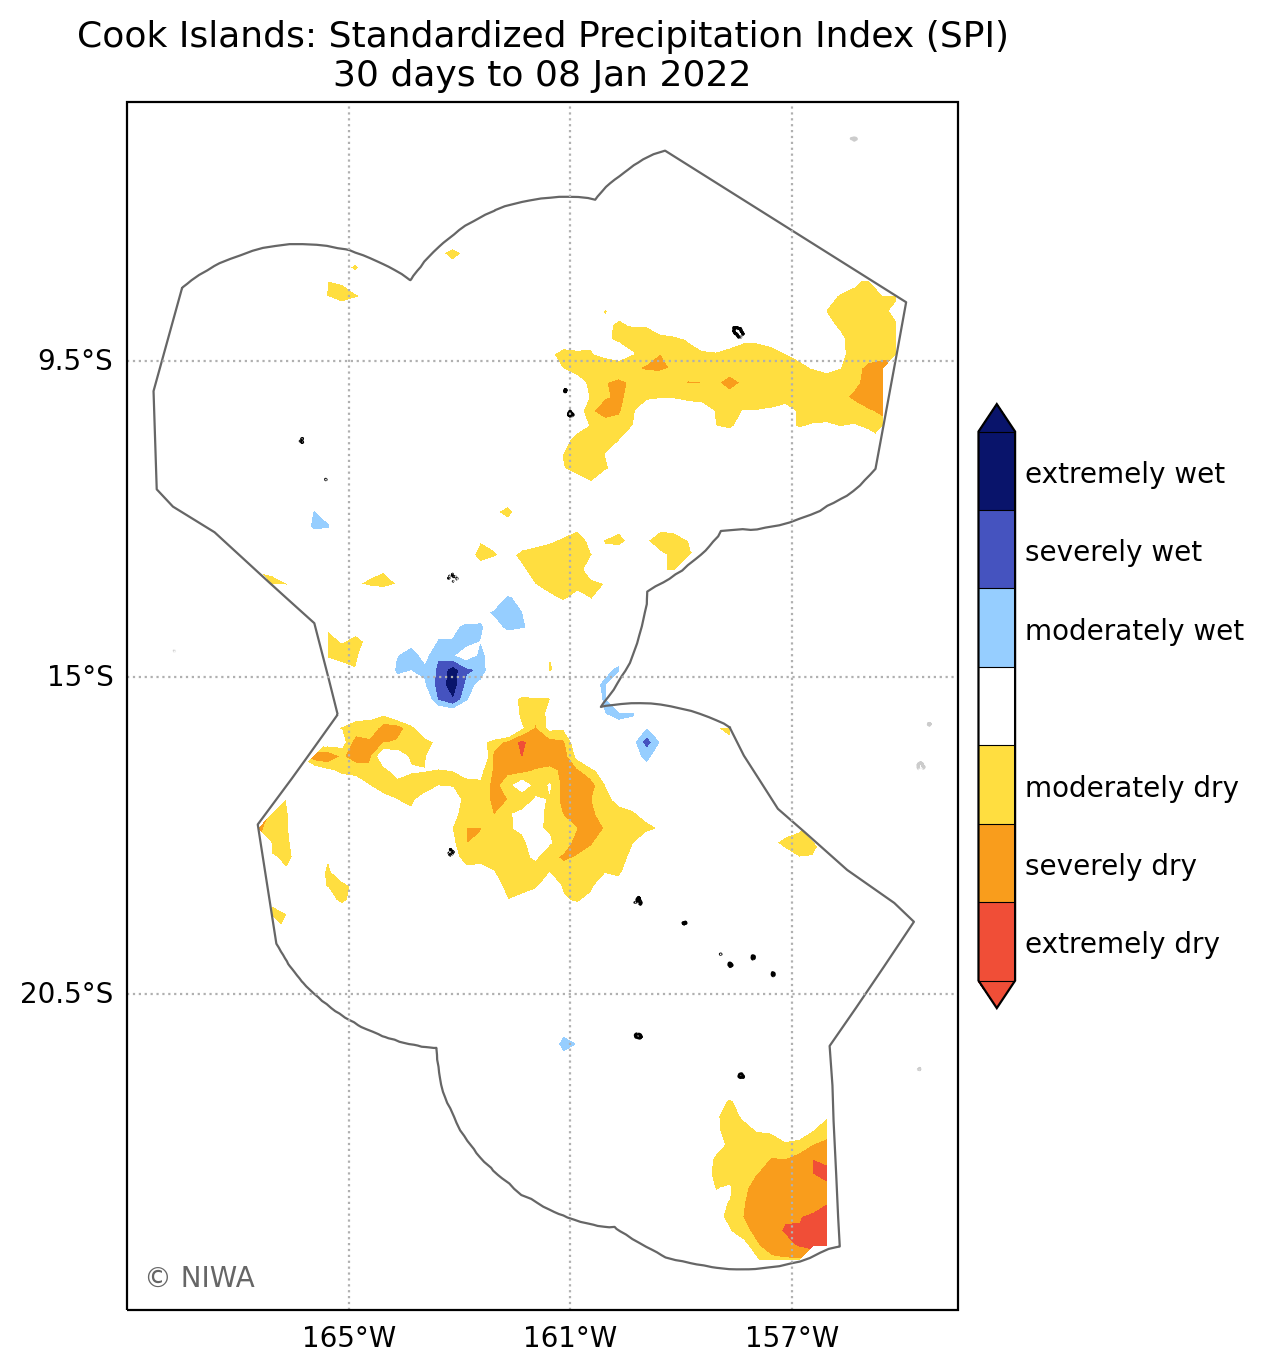 Cook Islands: Standardized Precipitation Index (SPI)
30 days to 08 Jan 2022
9.5°S
15°S
20.5°S
165°W
161°W
157°W
extremely wet
severely wet
moderately wet
moderately dry
severely dry
extremely dry
© NIWA